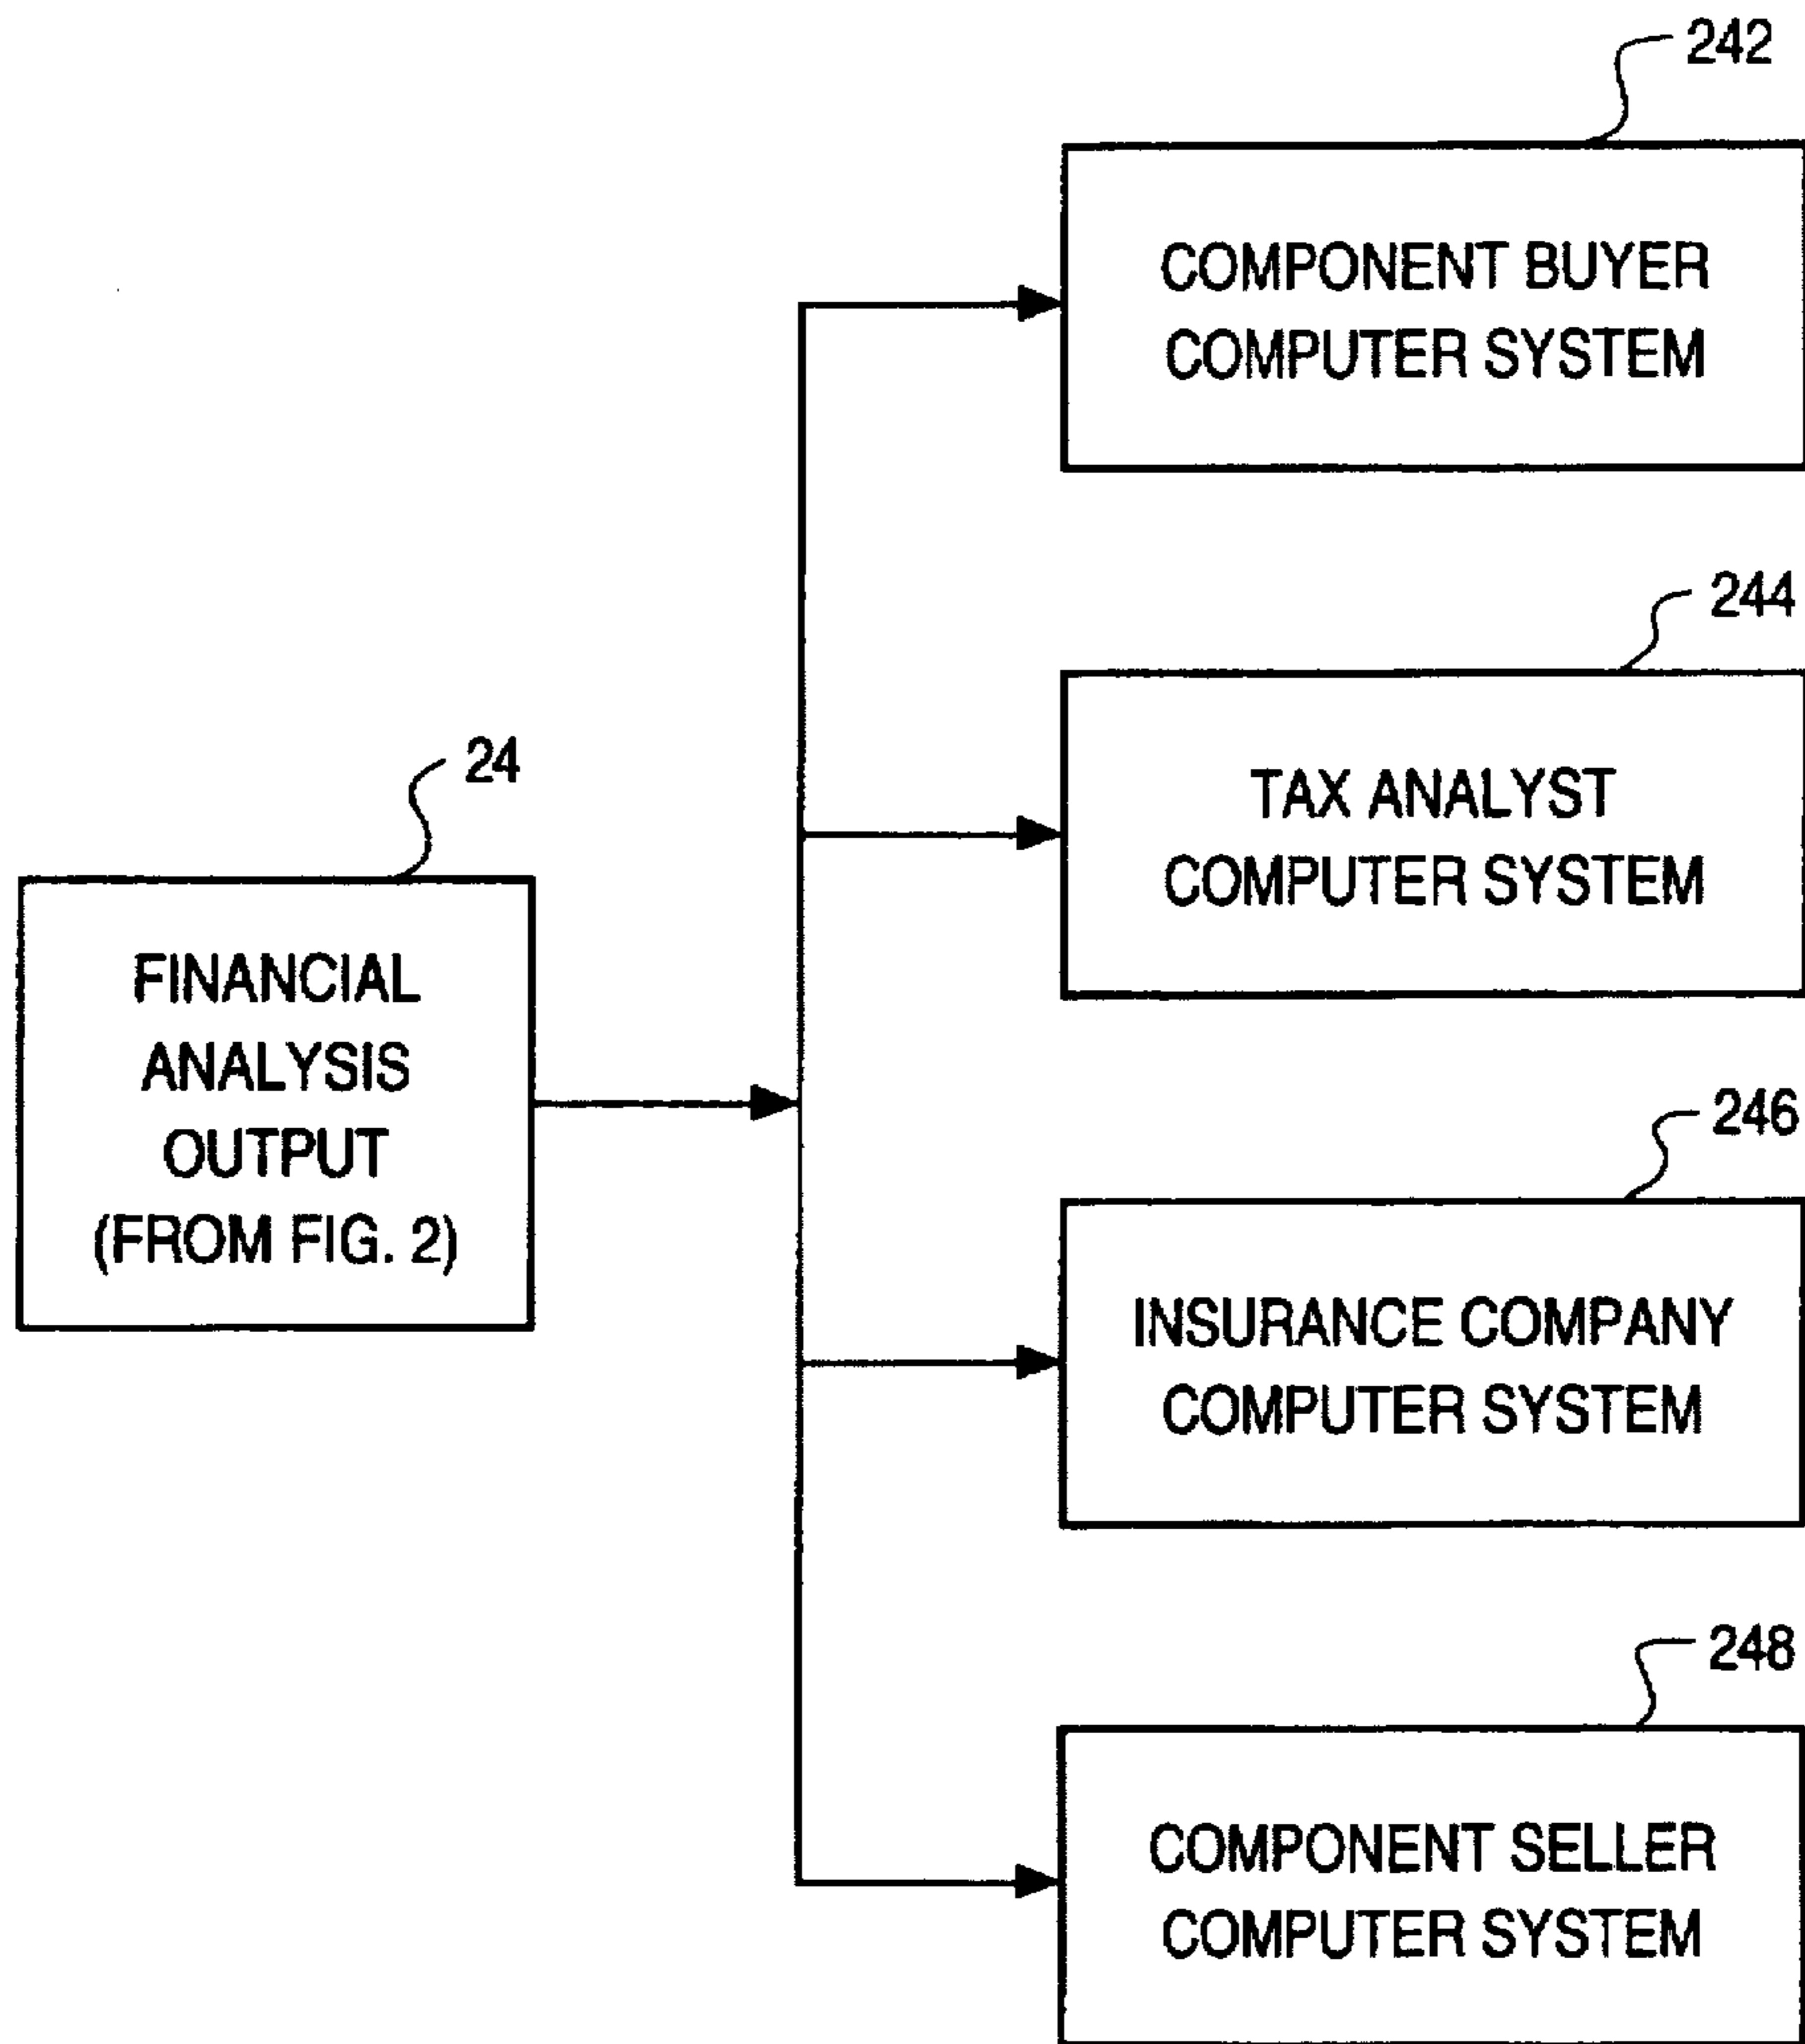 242
COMPONENT BUYER
COMPUTER SYSTEM
244
TAX ANALYST
COMPUTER SYSTEM
24
FINANCIAL
ANALYSIS
OUTPUT
(FROM FIG. 2)
246
INSURANCE COMPANY
COMPUTER SYSTEM
248
COMPONENT SELLER
COMPUTER SYSTEM